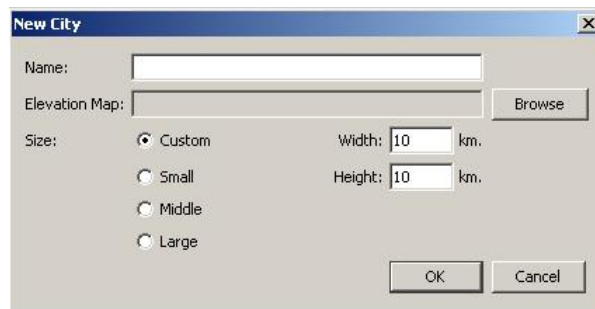 New City
Name:
Elevation Map: Browse
Size: Custom Width: 10 km.
Small Height: 10 km.
Middle
Large
OK Cancel